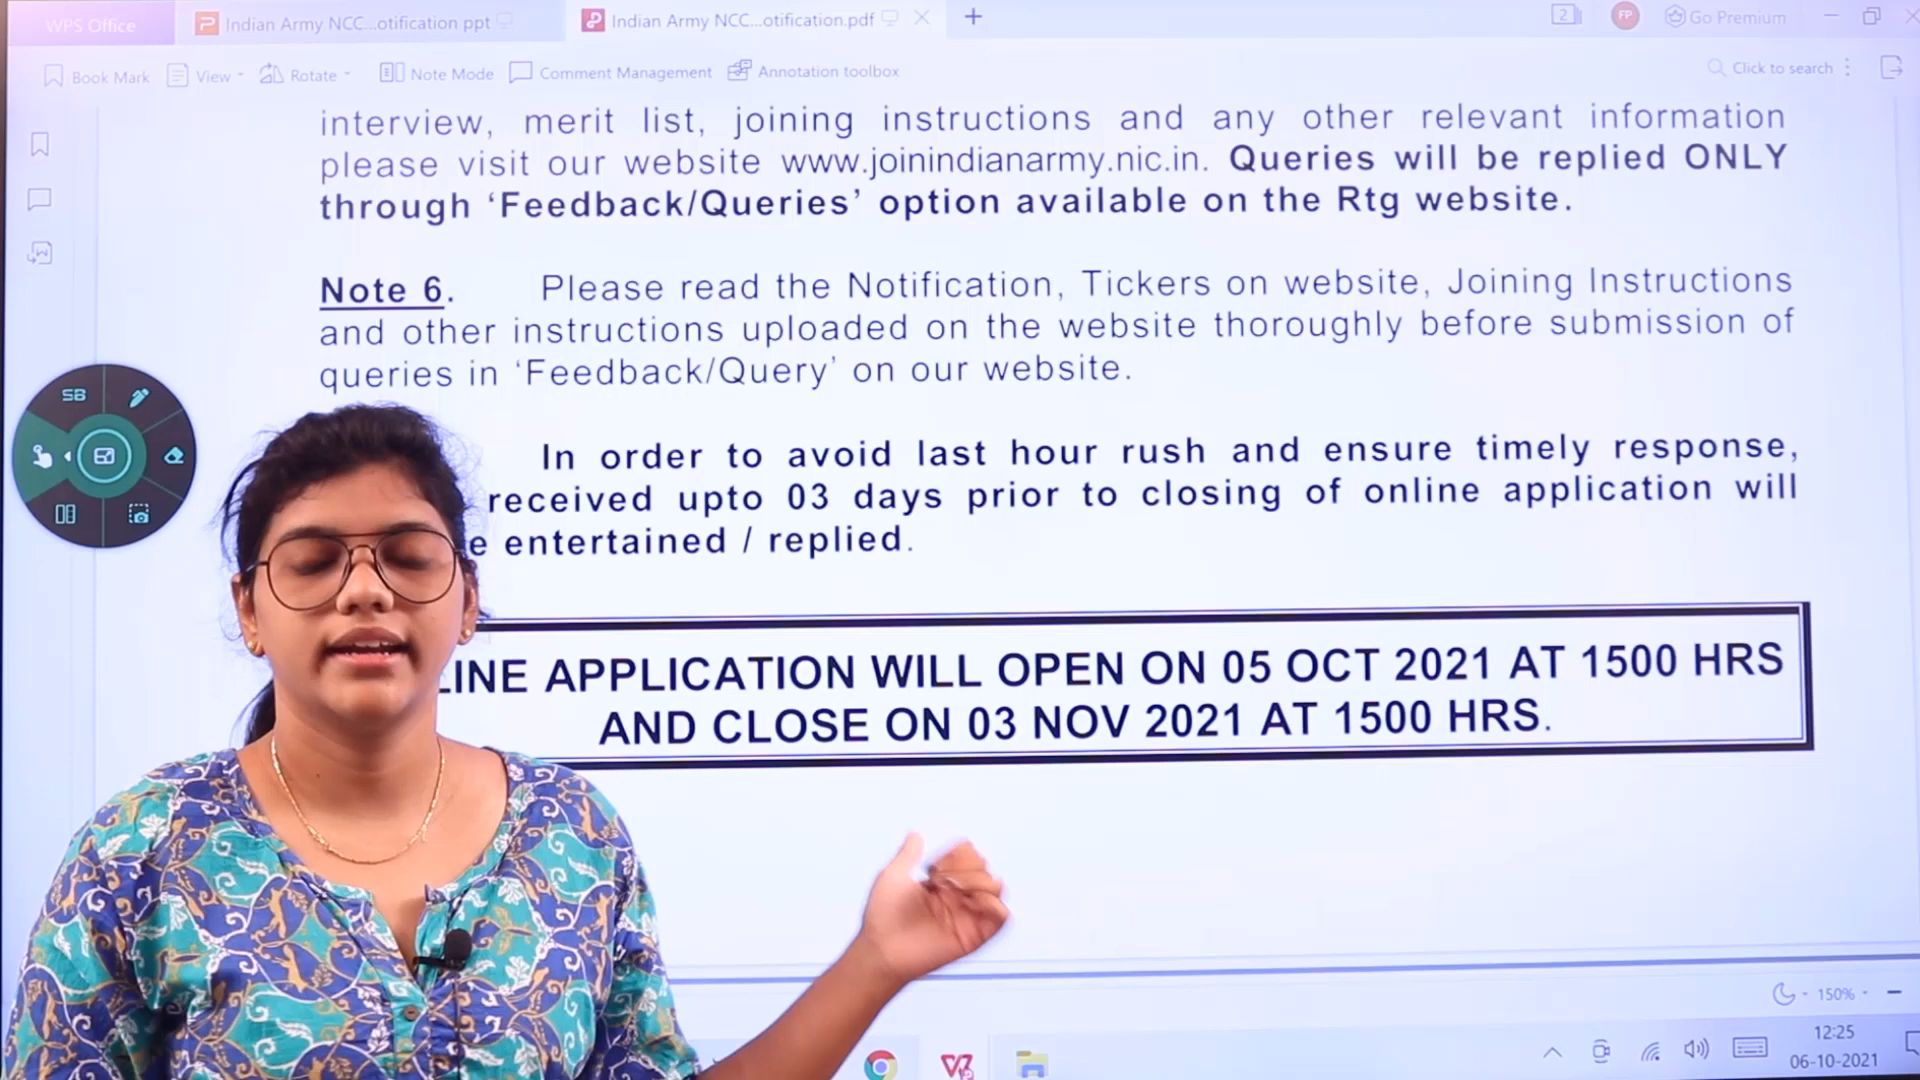 WPS Office
Indian Army NCC...otification ppt
Indian Army NCC...otification.pdf
2
FP
Go Premium
Book Mark
View
Rotate
Note Mode
Comment Management
Annotation toolbox
Click to search
interview, merit list, joining instructions and any other relevant information
please visit our website www.joinindianarmy.nic.in. Queries will be replied ONLY
through ‘Feedback/Queries’ option available on the Rtg website.
Note 6. Please read the Notification, Tickers on website, Joining Instructions
and other instructions uploaded on the website thoroughly before submission of
queries in ‘Feedback/Query’ on our website.
SB
In order to avoid last hour rush and ensure timely response,
received upto 03 days prior to closing of online application will
e entertained / replied.
LINE APPLICATION WILL OPEN ON 05 OCT 2021 AT 1500 HRS
AND CLOSE ON 03 NOV 2021 AT 1500 HRS.
150%
12:25
06-10-2021